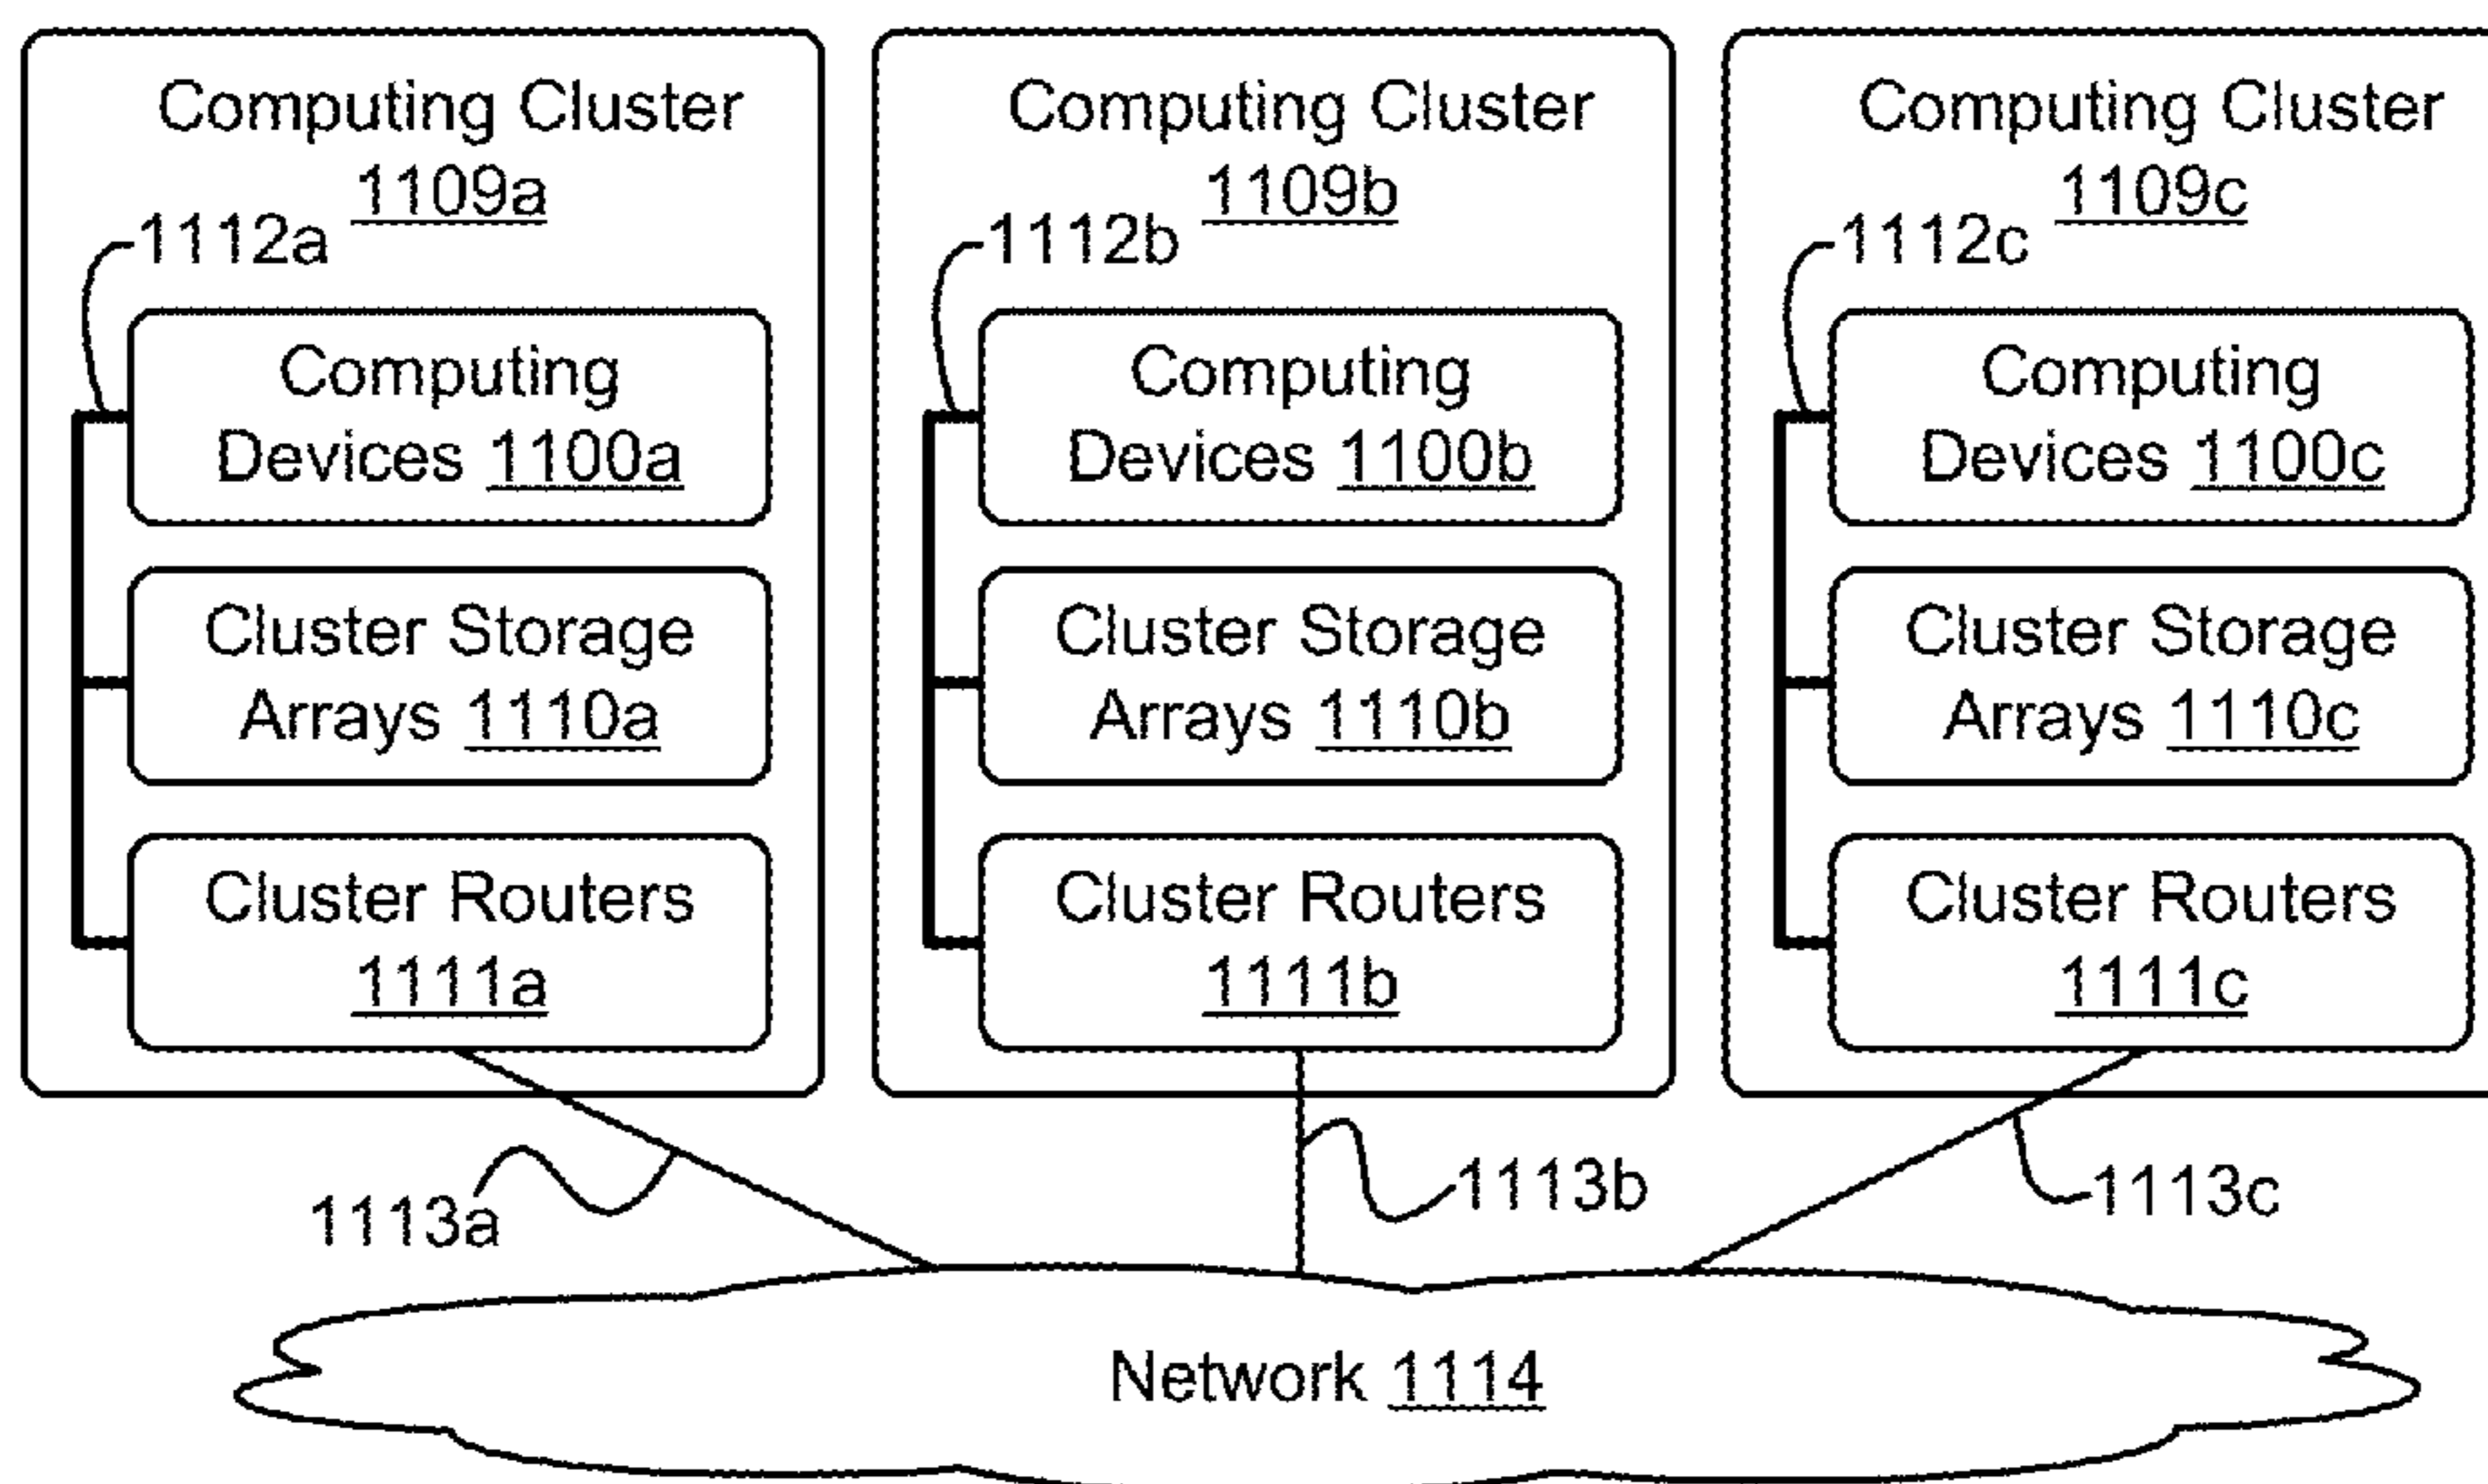 Computing Cluster
1109a
1112a
Computing
Devices 1100a
Cluster Storage
Arrays 1110a
Cluster Routers
1111a
Computing Cluster
1109b
1112b
Computing
Devices 1100b
Cluster Storage
Arrays 1110b
Cluster Routers
1111b
Computing Cluster
1109c
1112c
Computing
Devices 1100c
Cluster Storage
Arrays 1110c
Cluster Routers
1111c
1113a
1113b
1113c
Network 1114